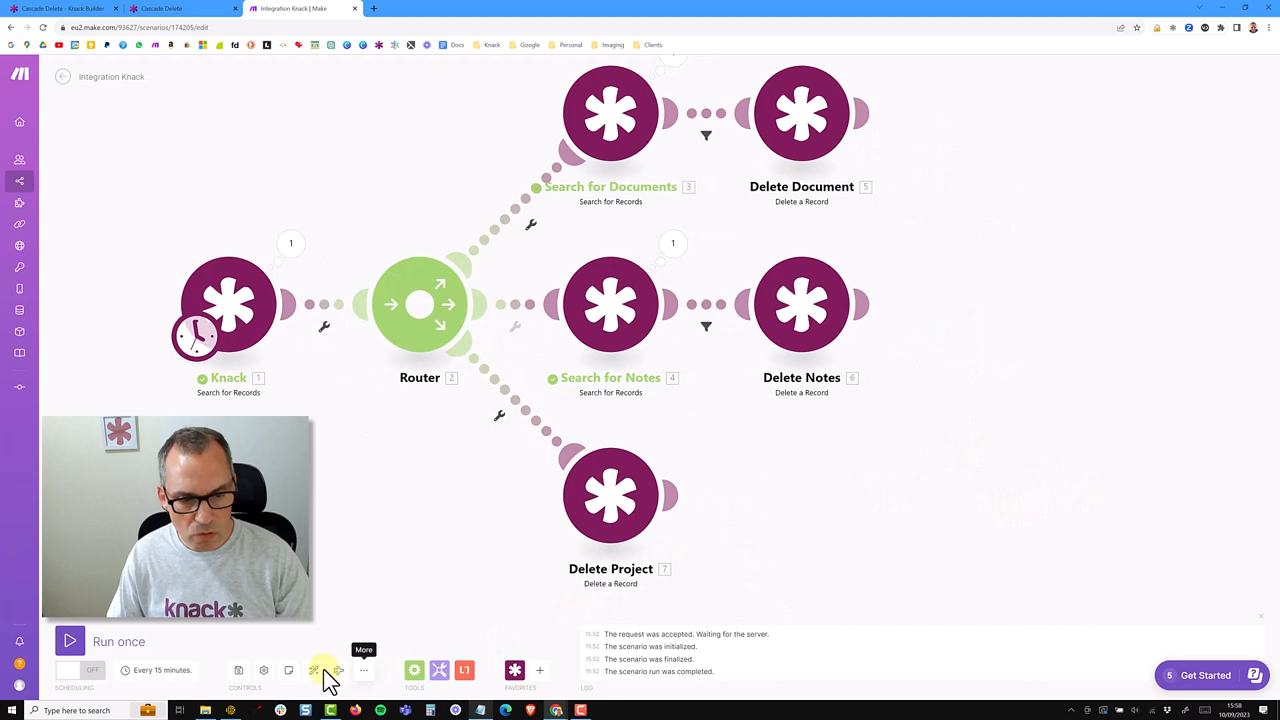 Cascade Delete - Knack Builder
Cascade Delete
Integration Knack | Make
eu2.make.com/93627/scenarios/174205/edit
Docs
Knack
Google
Personal
Imaging
Clients
Integration Knack
Search for Documents 3
Search for Records
Delete Document 5
Delete a Record
1
1
Knack 1
Search for Records
Router 2
Search for Notes 4
Search for Records
Delete Notes 6
Delete a Record
Delete Project 7
Delete a Record
knack
Run once
More
OFF
Every 15 minutes.
SCHEDULING
CONTROLS
TOOLS
FAVORITES
LOG
15:52 The request was accepted. Waiting for the server.
15:52 The scenario was initialized.
15:52 The scenario was finalized.
15:52 The scenario run was completed.
5 Get Started
Type here to search
15:58
10/09/2023